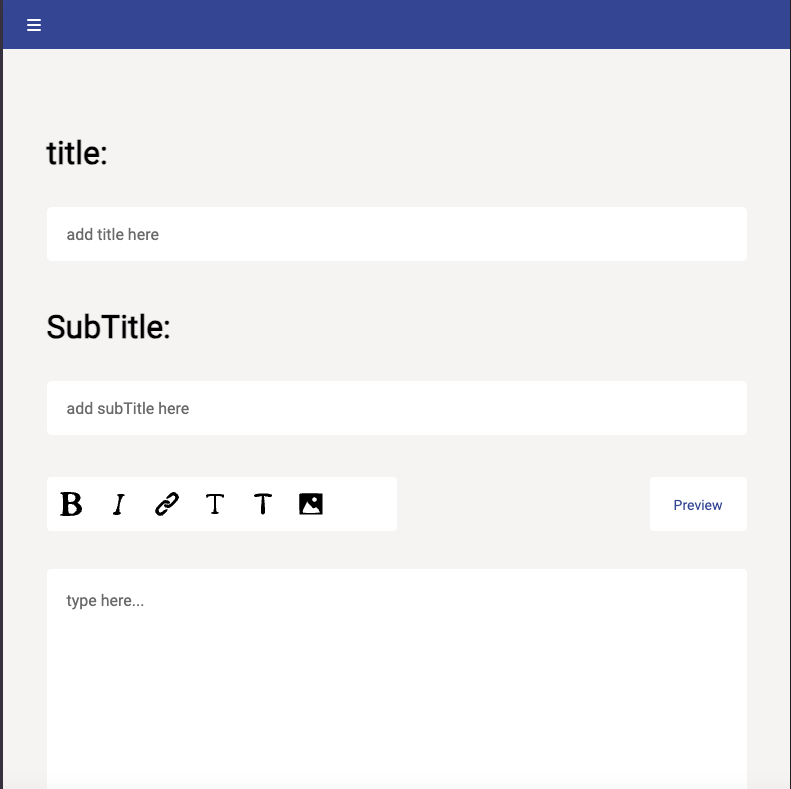 title:
add title here
SubTitle:
add subTitle here
B I T T
Preview
type here...